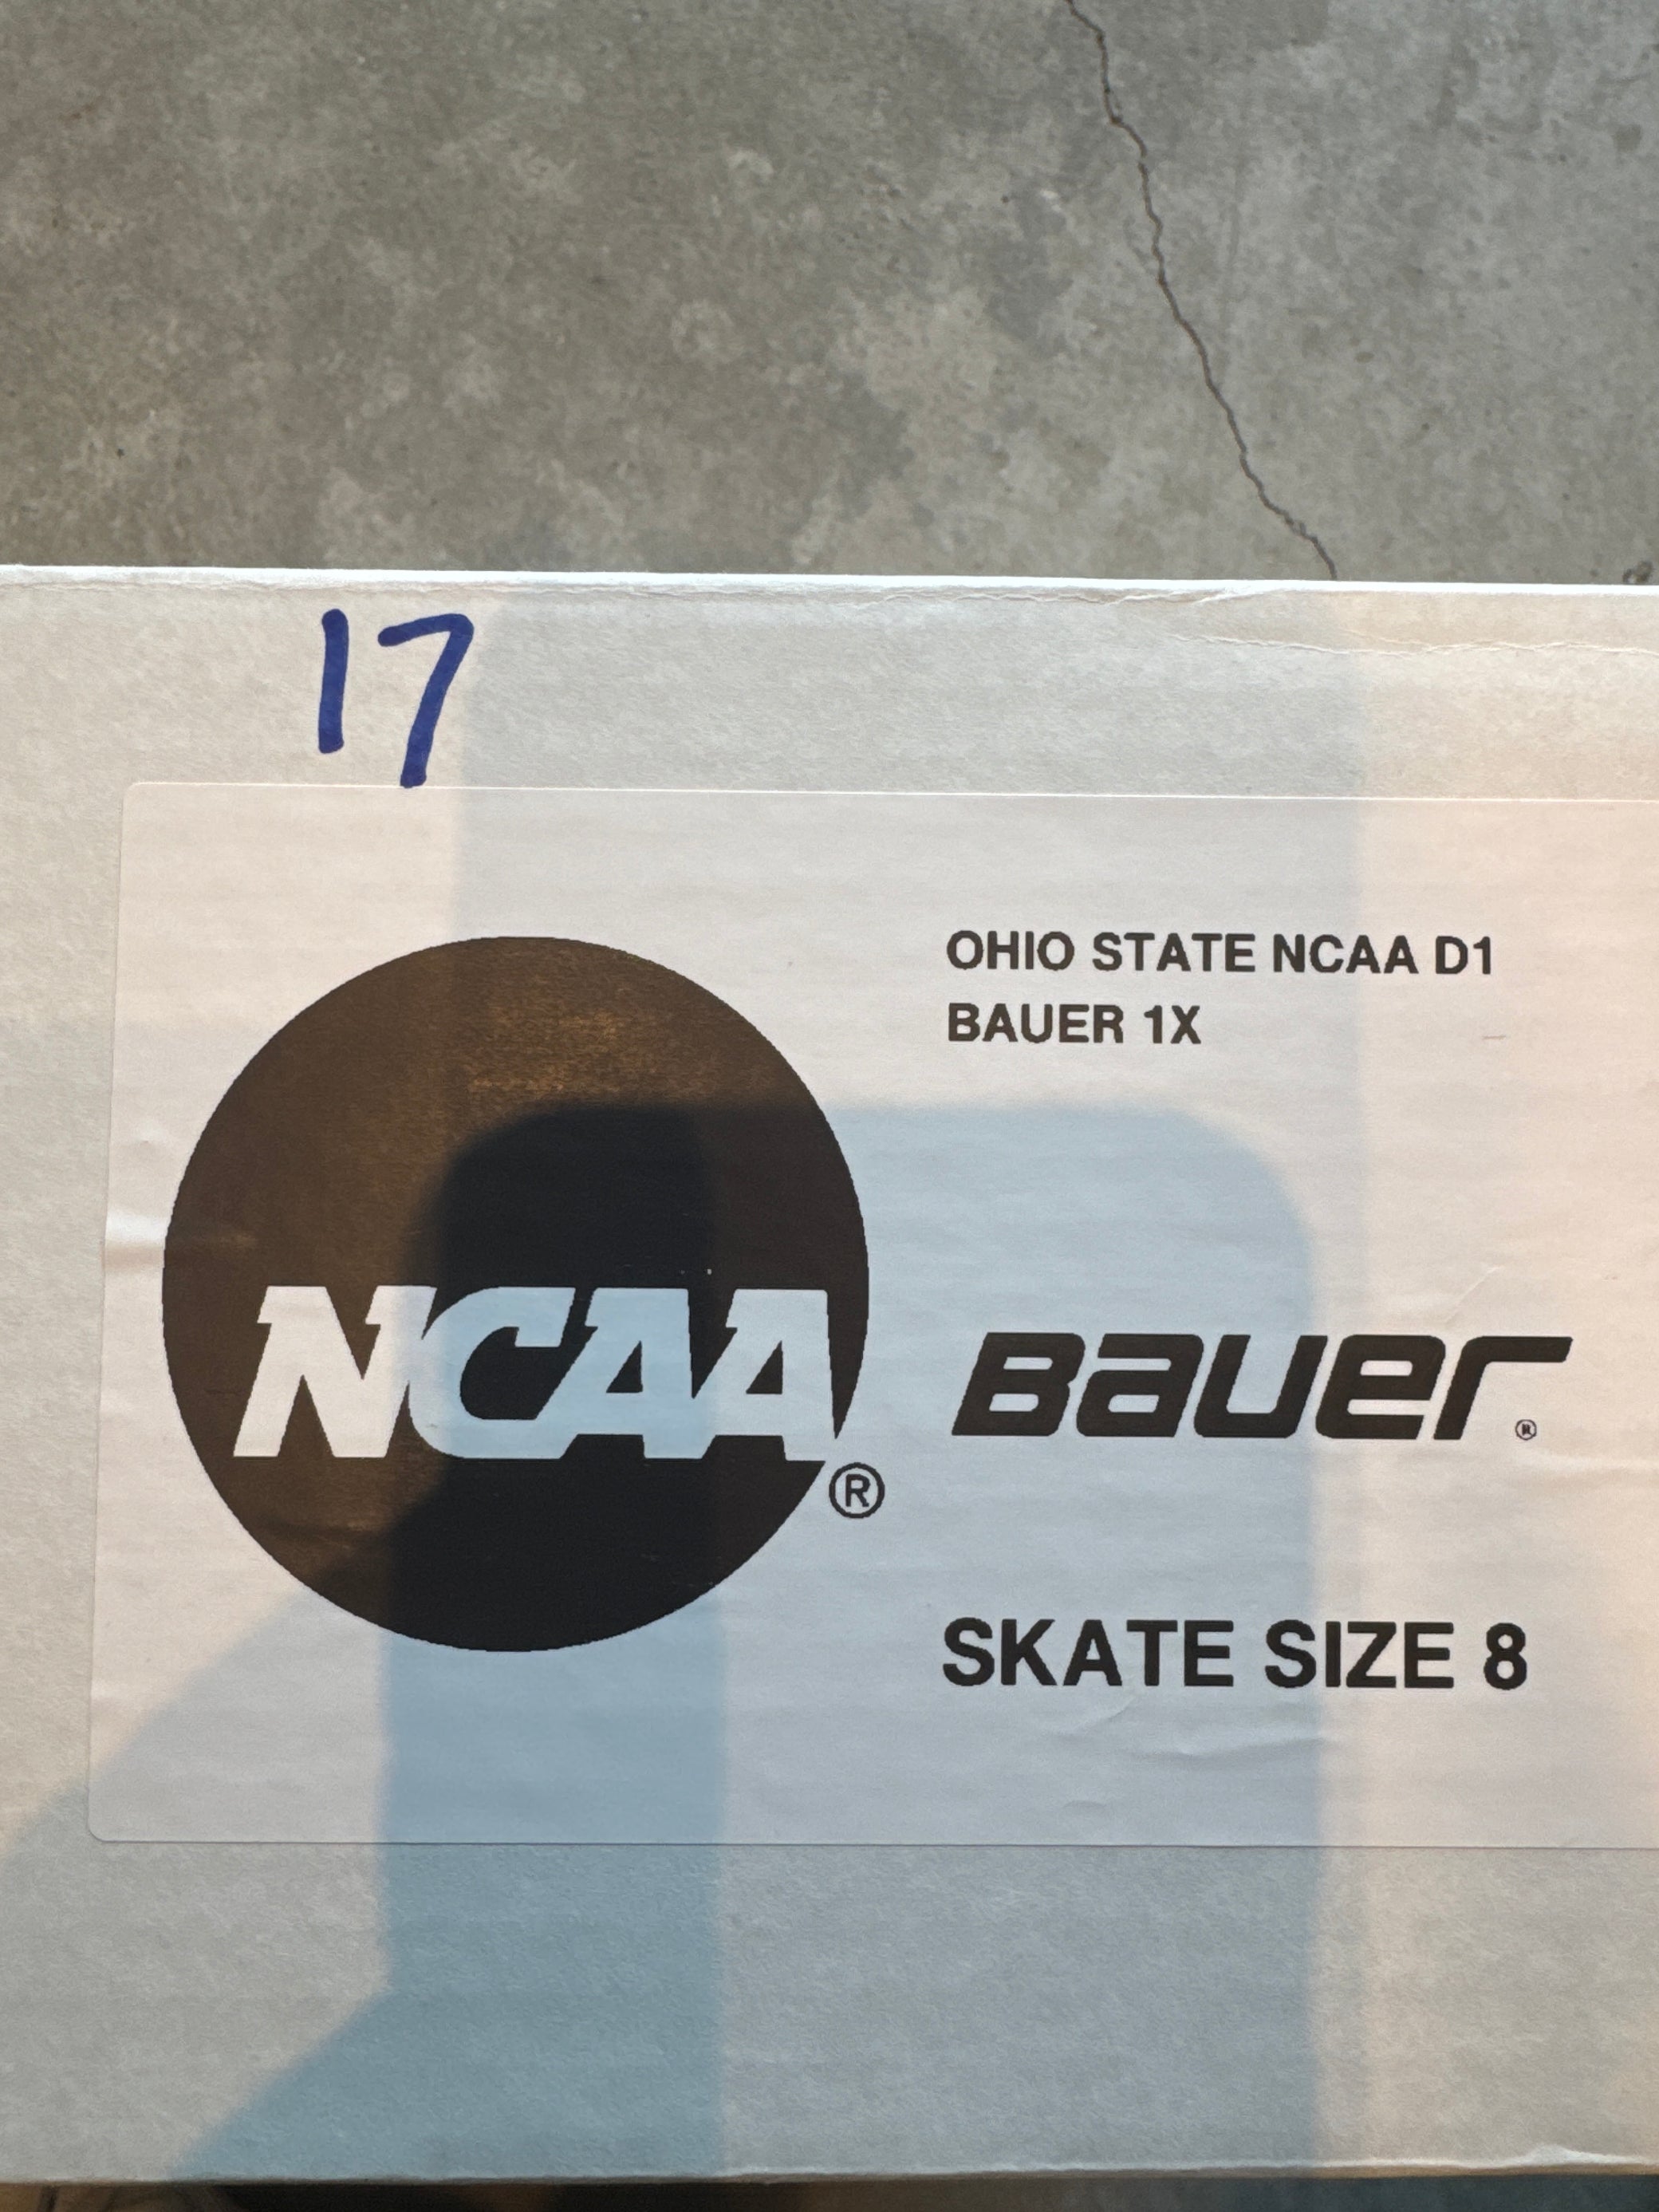 17
OHIO STATE NCAA D1
BAUER 1X
NCAA®
BAUER®
SKATE SIZE 8